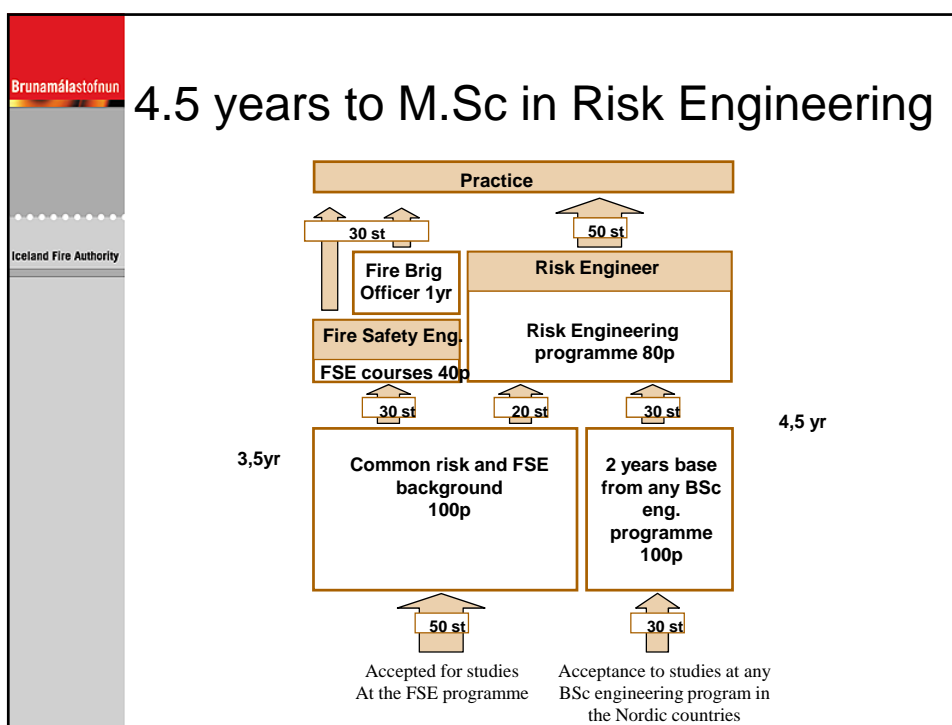 Brunamálastofnun
Iceland Fire Authority
4.5 years to M.Sc in Risk Engineering
Practice
30 st
50 st
Fire Brig
Officer 1yr
Risk Engineer
Risk Engineering
programme 80p
Fire Safety Eng.
FSE courses 40p
30 st
20 st
30 st
3,5yr
4,5 yr
Common risk and FSE
background
100p
2 years base
from any BSc
eng.
programme
100p
50 st
30 st
Accepted for studies
At the FSE programme
Acceptance to studies at any
BSc engineering program in
the Nordic countries